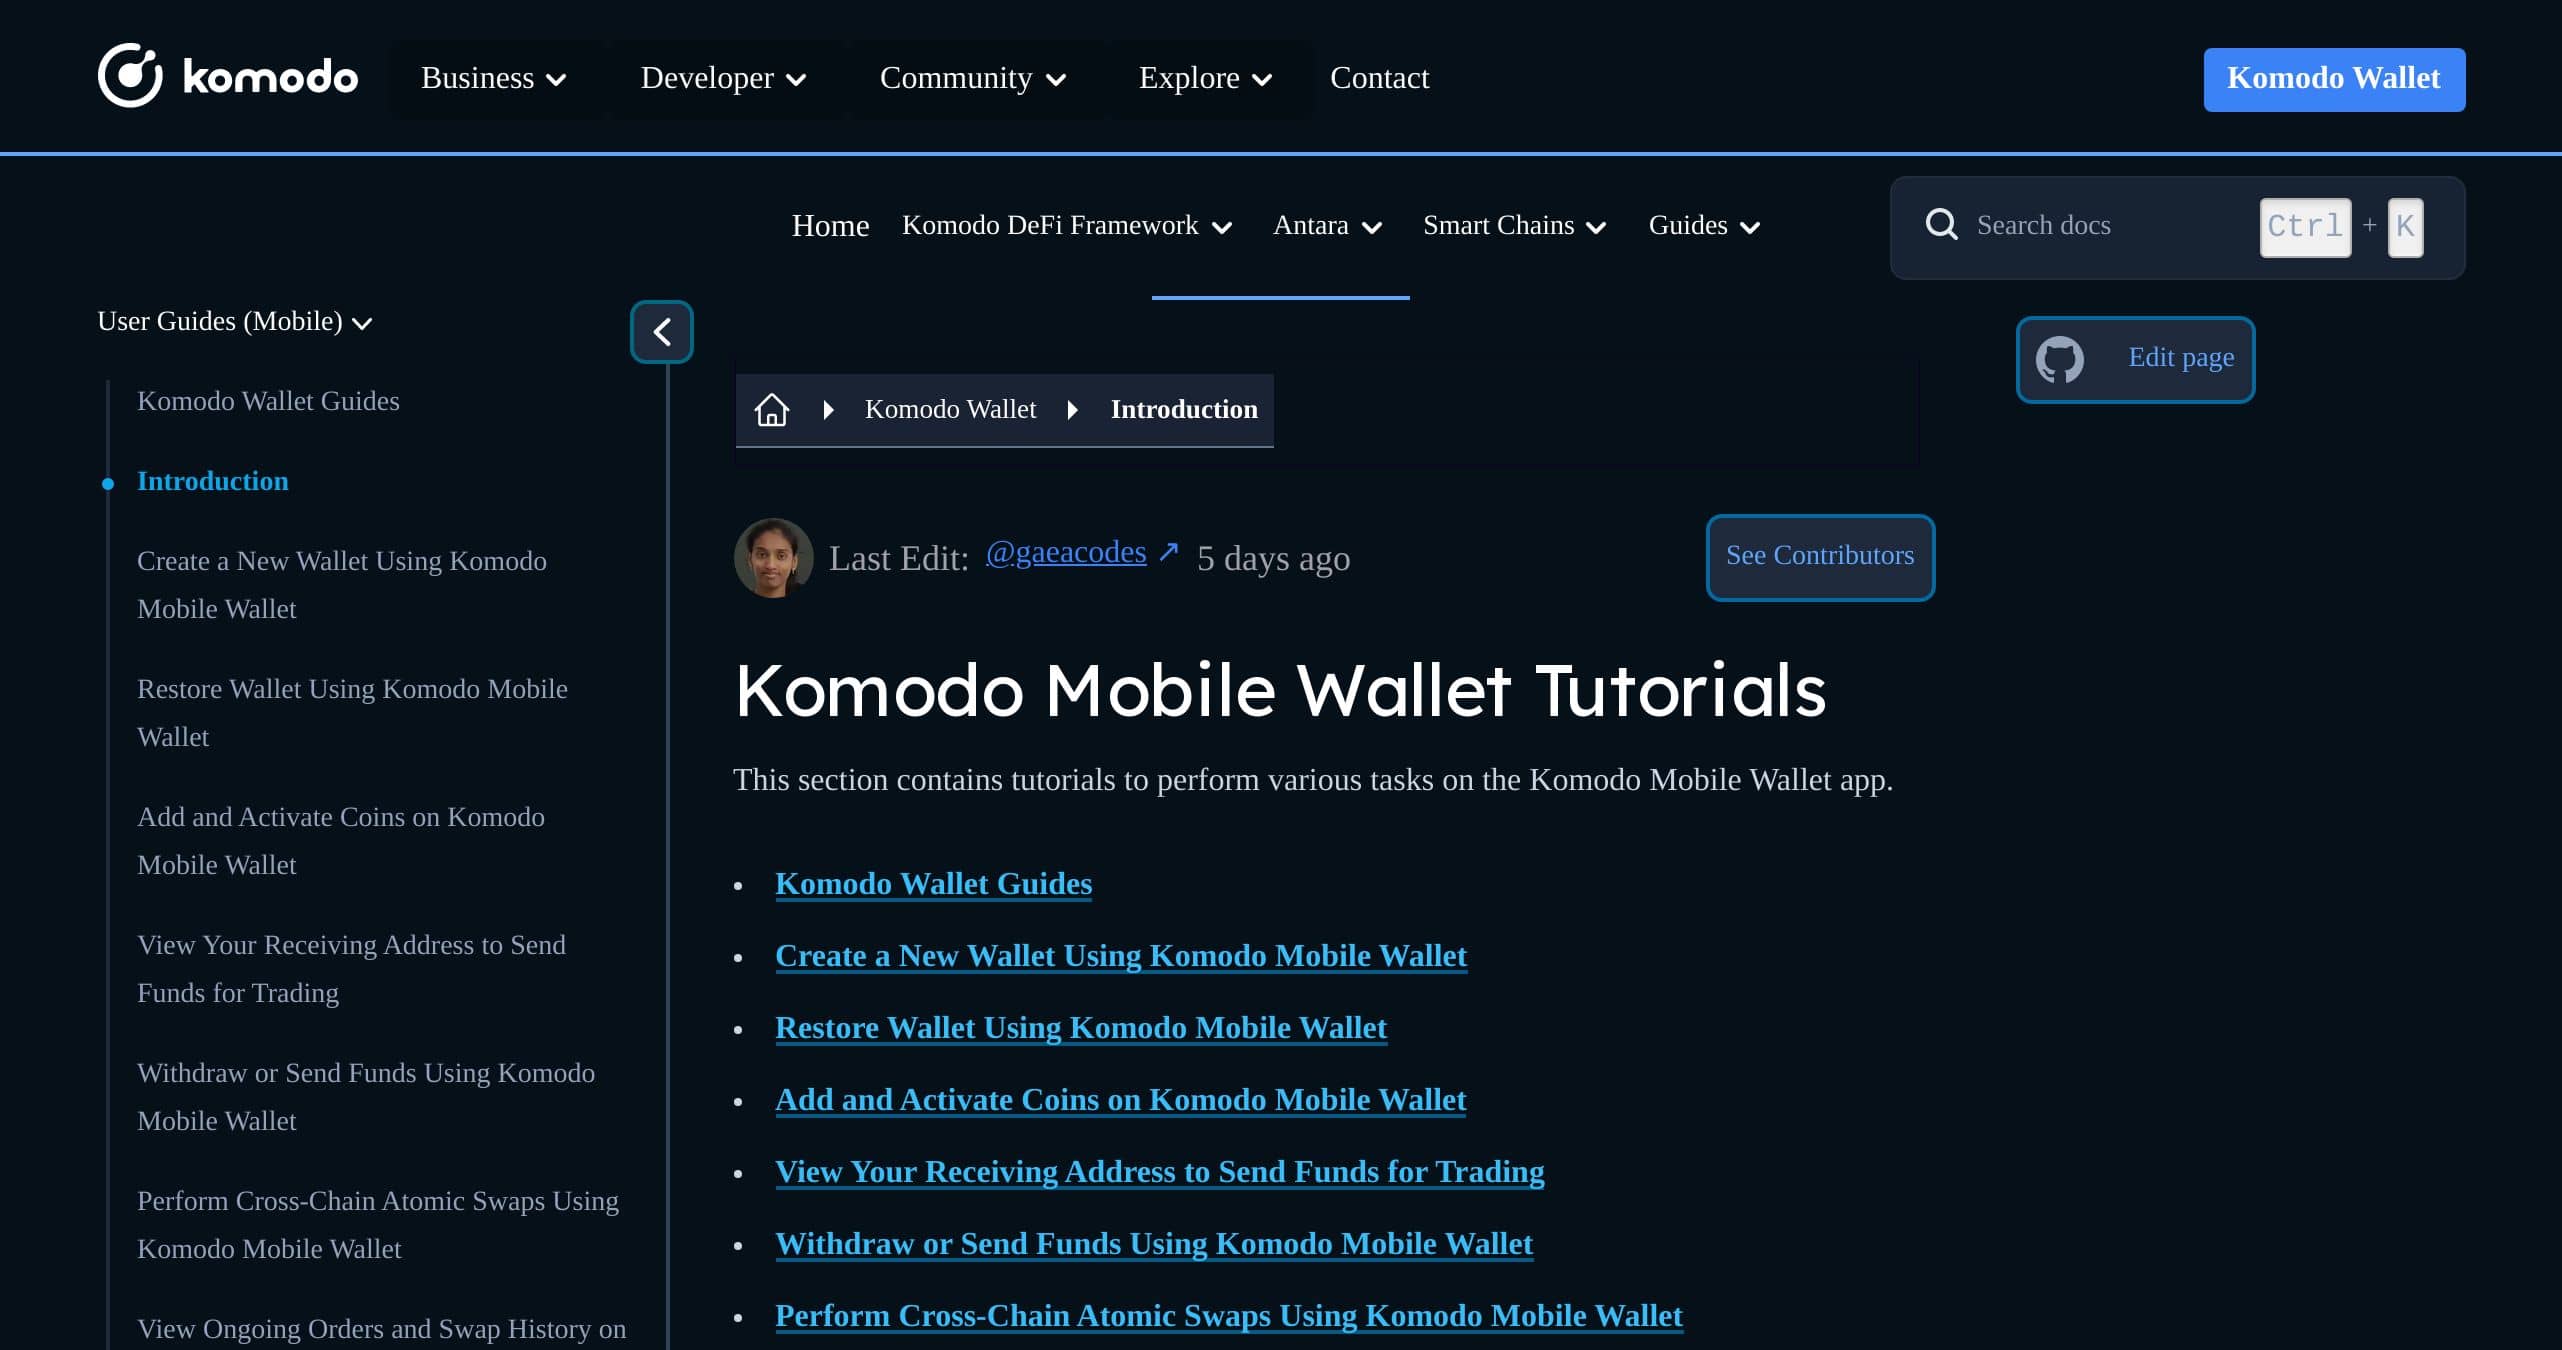 komodo Business Developer Community Explore Contact Komodo Wallet
Home Komodo DeFi Framework Antara Smart Chains Guides Search docs Ctrl + K
User Guides (Mobile)
Komodo Wallet Guides
Introduction
Create a New Wallet Using Komodo
Mobile Wallet
Restore Wallet Using Komodo Mobile
Wallet
Add and Activate Coins on Komodo
Mobile Wallet
View Your Receiving Address to Send
Funds for Trading
Withdraw or Send Funds Using Komodo
Mobile Wallet
Perform Cross-Chain Atomic Swaps Using
Komodo Mobile Wallet
View Ongoing Orders and Swap History on
Edit page
Komodo Wallet Introduction
Last Edit: @gaeacodes ↗ 5 days ago
See Contributors
Komodo Mobile Wallet Tutorials
This section contains tutorials to perform various tasks on the Komodo Mobile Wallet app.
• Komodo Wallet Guides
• Create a New Wallet Using Komodo Mobile Wallet
• Restore Wallet Using Komodo Mobile Wallet
• Add and Activate Coins on Komodo Mobile Wallet
• View Your Receiving Address to Send Funds for Trading
• Withdraw or Send Funds Using Komodo Mobile Wallet
• Perform Cross-Chain Atomic Swaps Using Komodo Mobile Wallet